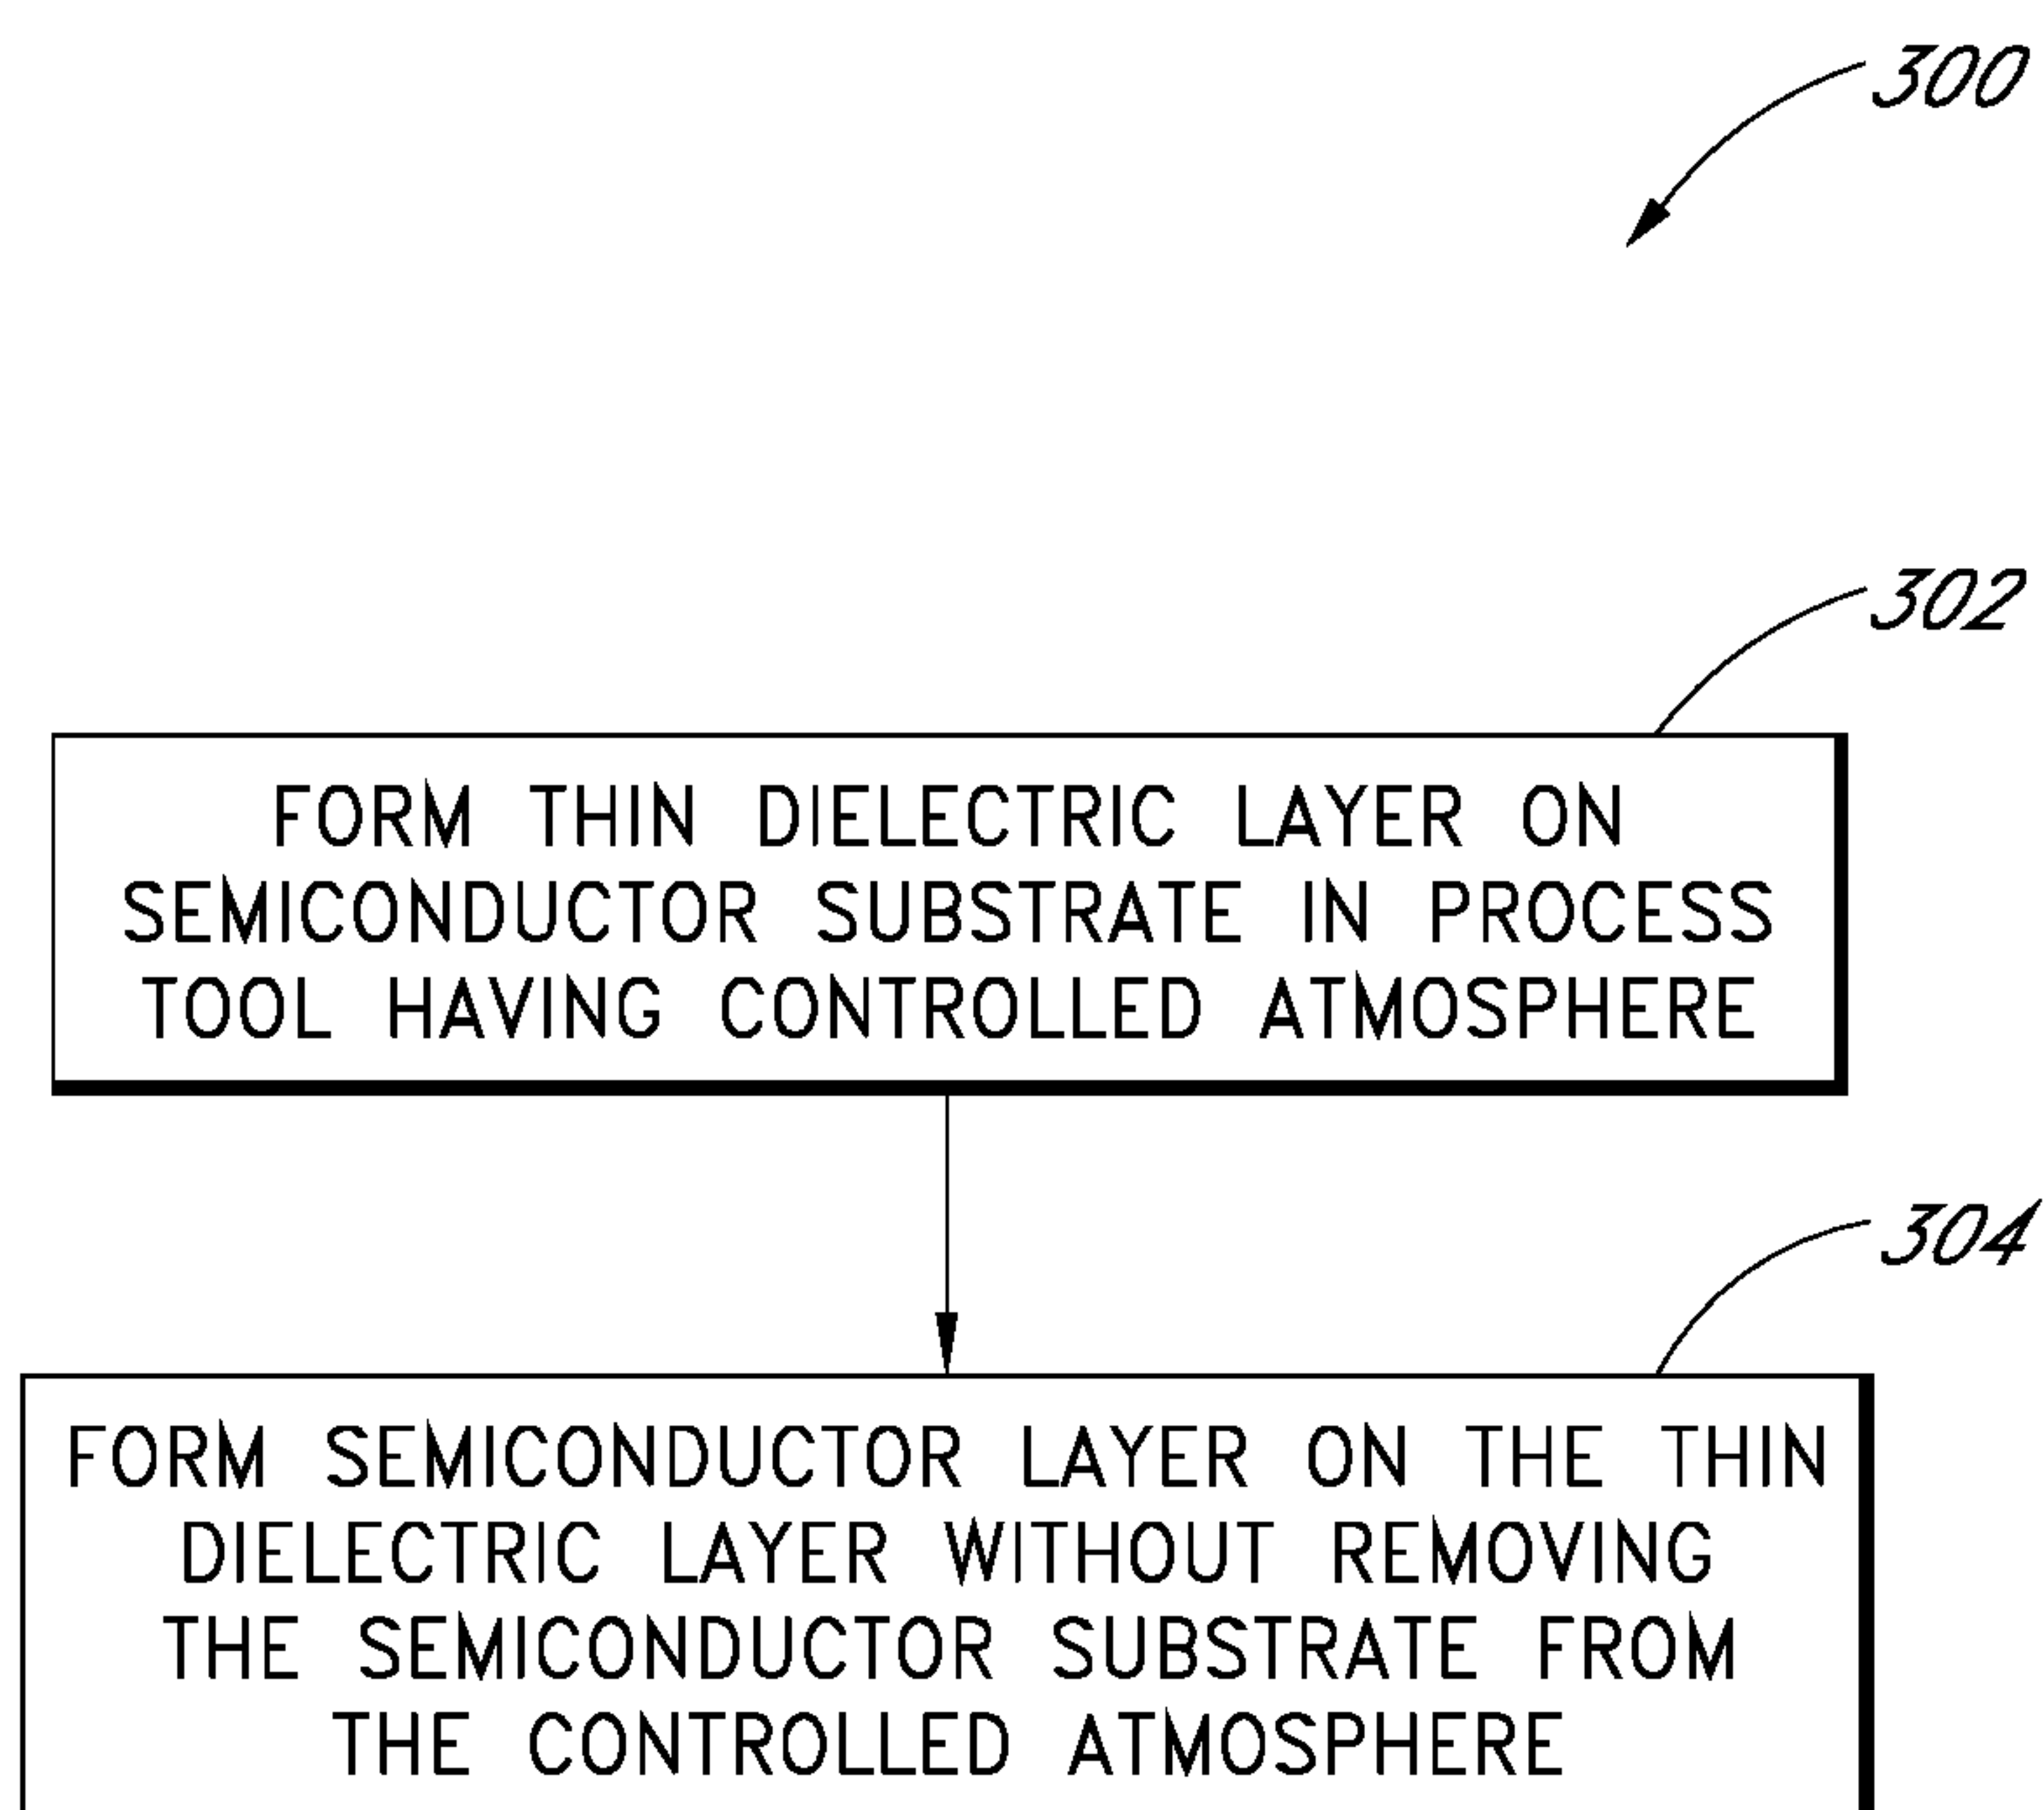 300
302
FORM THIN DIELECTRIC LAYER ON
SEMICONDUCTOR SUBSTRATE IN PROCESS
TOOL HAVING CONTROLLED ATMOSPHERE
304
FORM SEMICONDUCTOR LAYER ON THE THIN
DIELECTRIC LAYER WITHOUT REMOVING
THE SEMICONDUCTOR SUBSTRATE FROM
THE CONTROLLED ATMOSPHERE